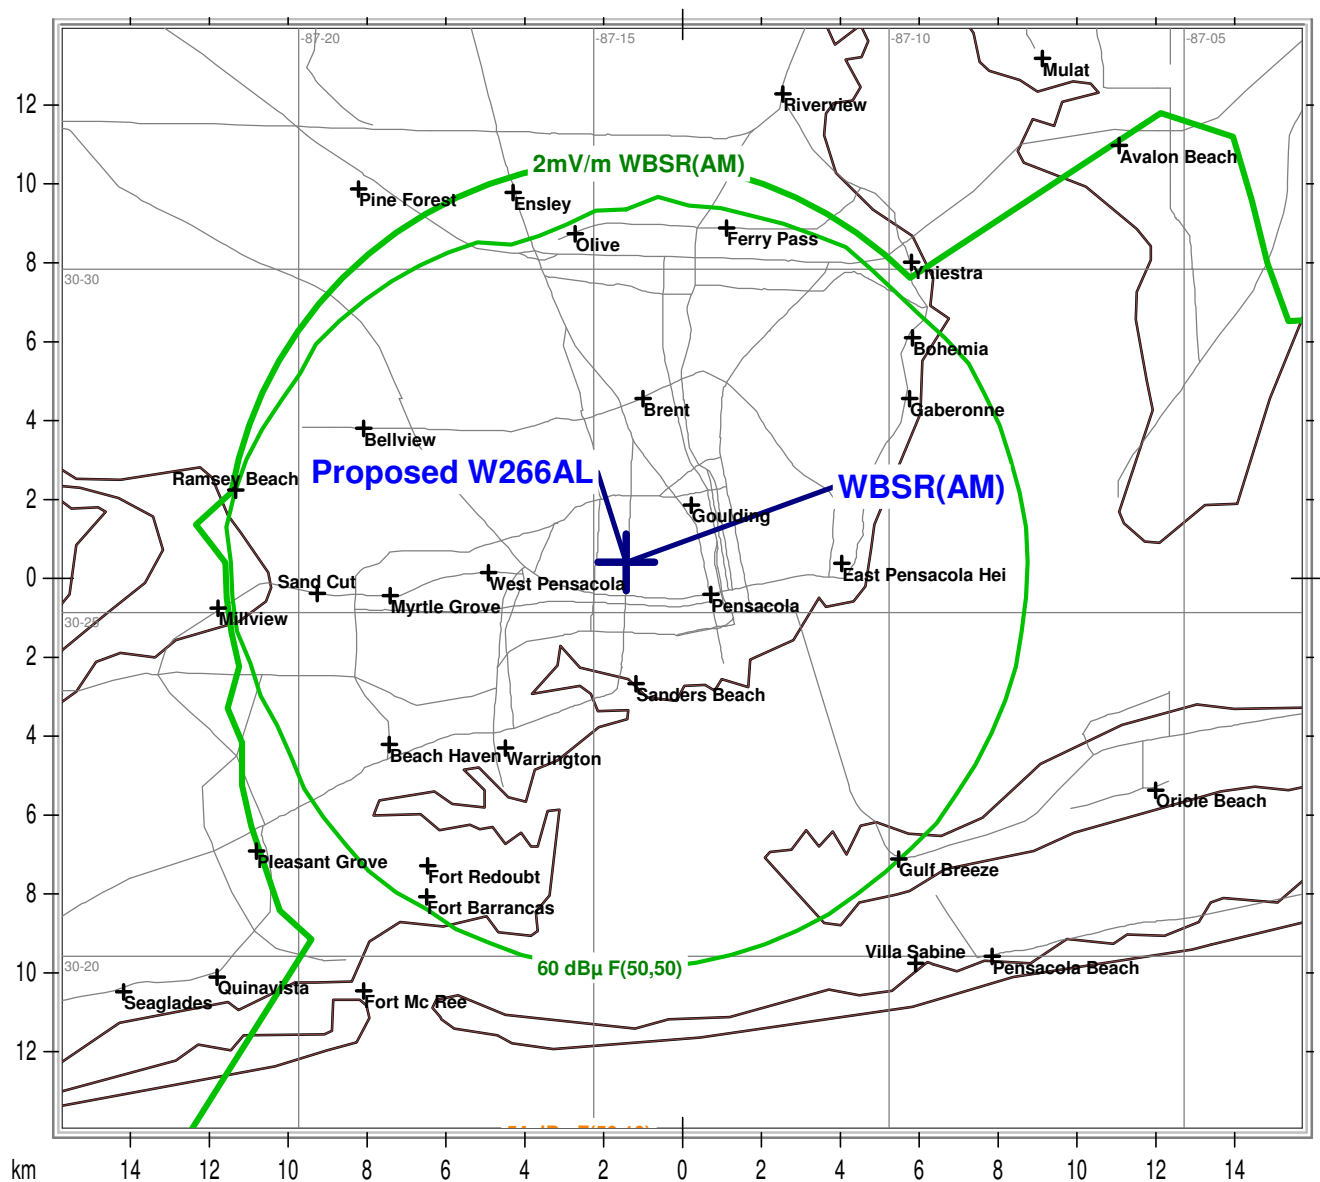 -87-20
-87-15
-87-10
-87-05
Mulat
12
Riverview
2mV/m WBSR(AM)
Avalon Beach
10
Pine Forest
Ensley
Olive
Ferry Pass
8
Yniestra
30-30
6
Bohemia
Brent
Gaberonne
4
Bellview
Proposed W266AL
WBSR(AM)
Ramsey Beach
2
Goulding
0
Sand Cut
West Pensacola
East Pensacola Hei
Myrtle Grove
Pensacola
Millview
30-25
2
Sanders Beach
4
Beach Haven
Warrington
6
Oriole Beach
Pleasant Grove
Gulf Breeze
Fort Redoubt
8
Fort Barrancas
Villa Sabine
30-20
60 dBµ F(50,50)
Pensacola Beach
10
Quinavista
Seaglades
Fort Mc Ree
12
km
14 12 10 8 6 4 2 0 2 4 6 8 10 12 14